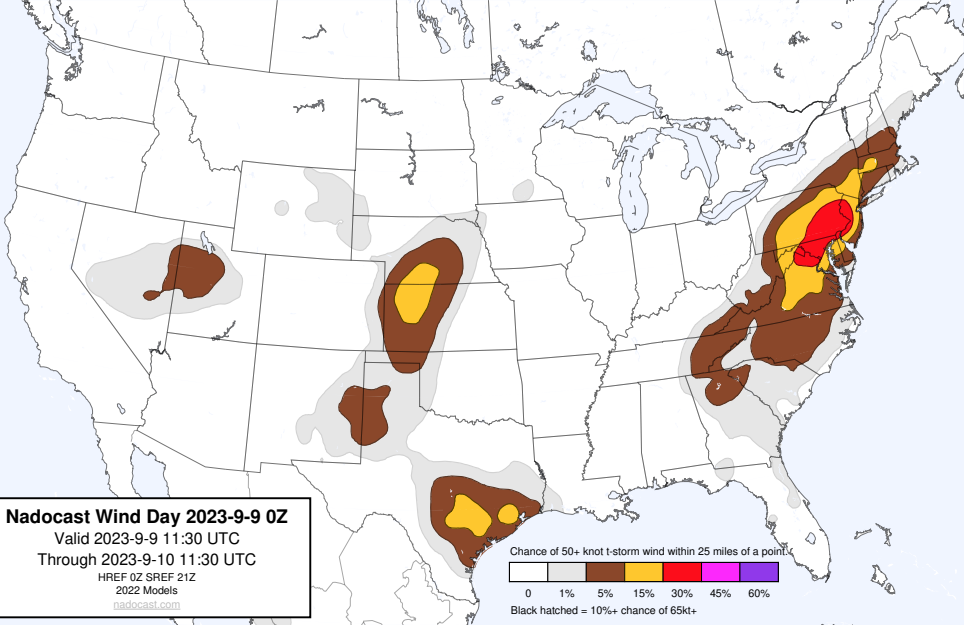 Nadocast Wind Day 2023-9-9 0Z
Valid 2023-9-9 11:30 UTC
Through 2023-9-10 11:30 UTC
HREF 0Z SREF 21Z
2022 Models
nadocast.com
Chance of 50+ knot t-storm wind within 25 miles of a point.
0 1% 5% 15% 30% 45% 60%
Black hatched = 10%+ chance of 65kt+